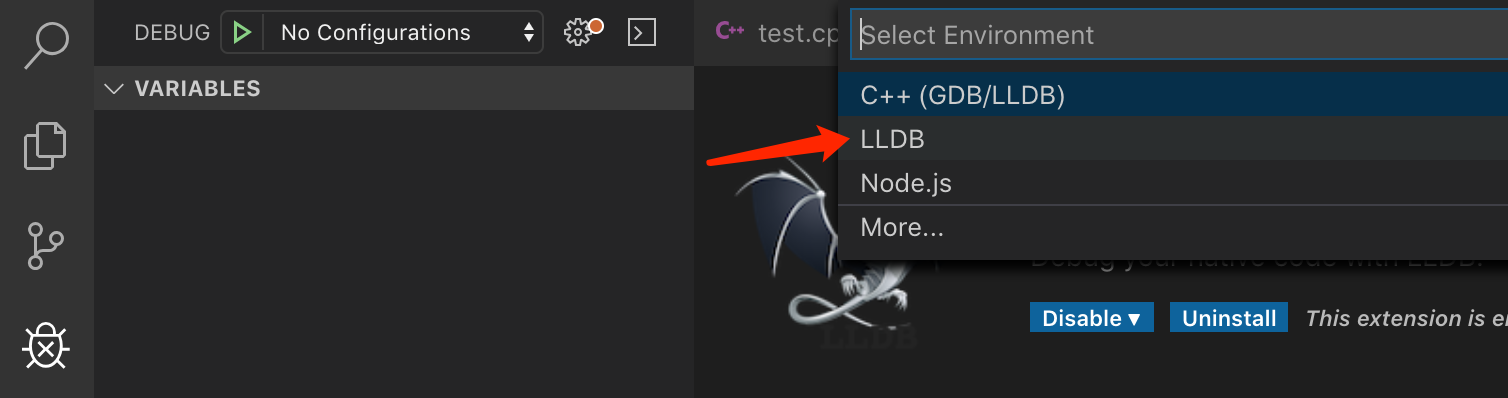 DEBUG No Configurations
VARIABLES
C++ test.cp
Select Environment
C++ (GDB/LLDB)
LLDB
Node.js
More...
Debug your native code with LLDB.
LLDB
Disable ▾ Uninstall This extension is